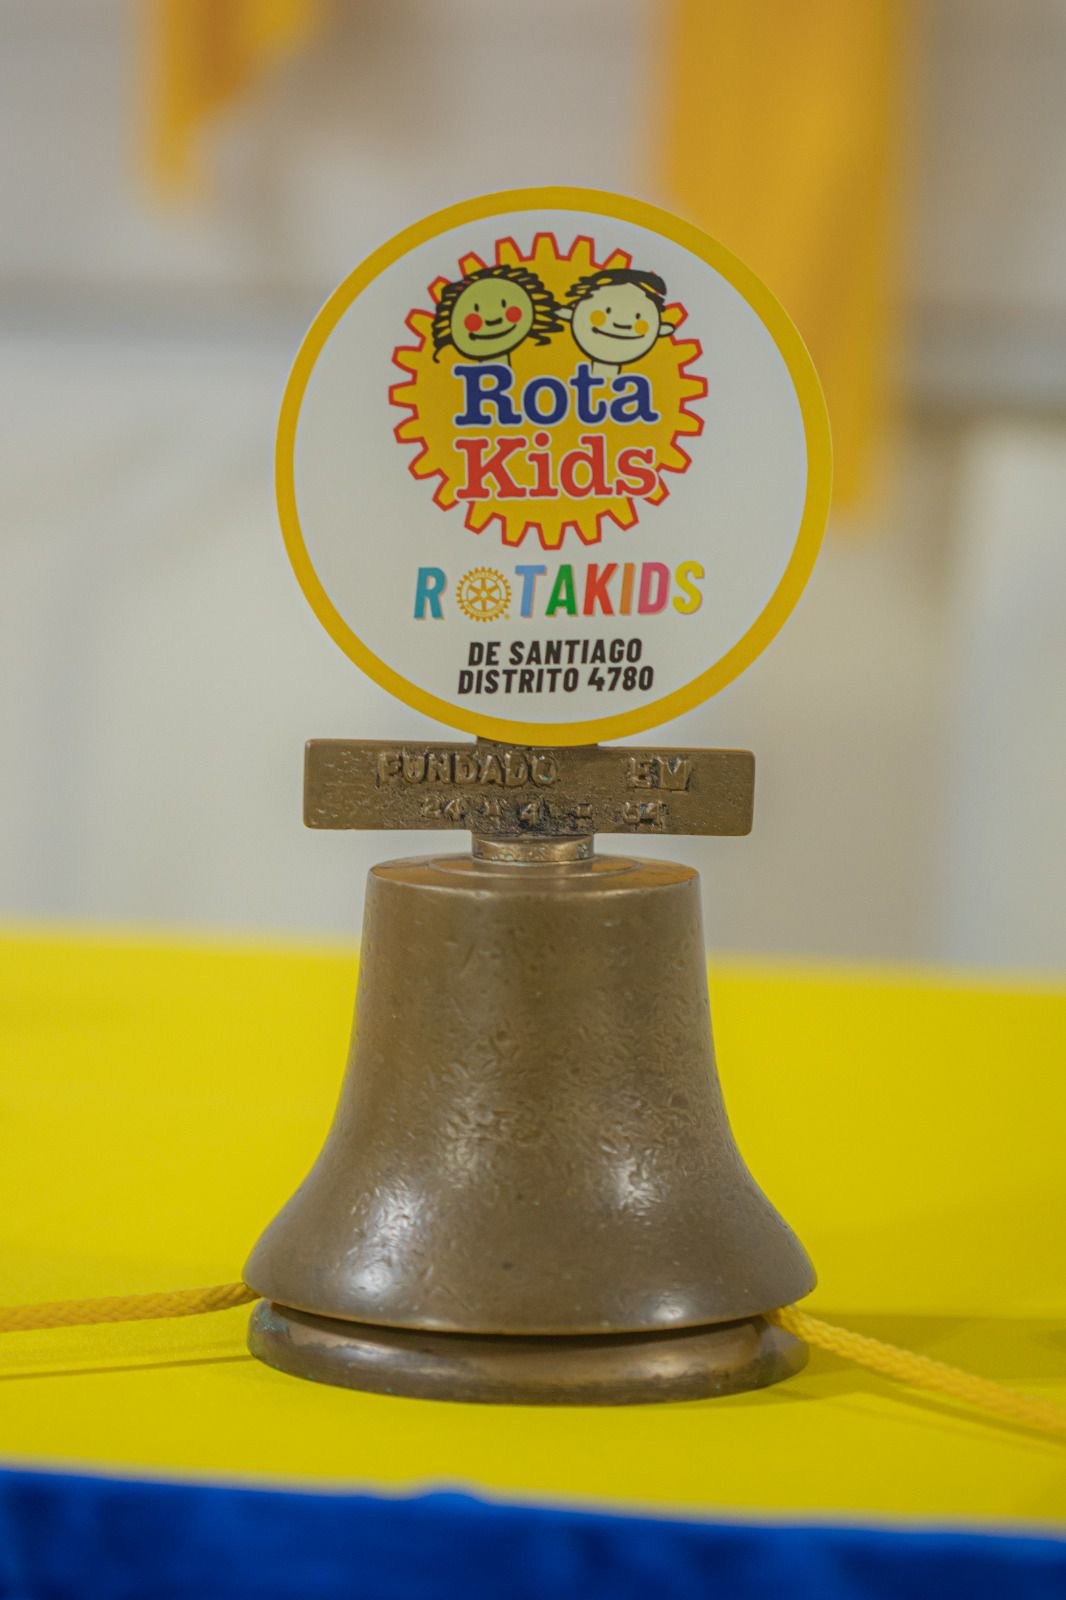 Rota
Kids
ROTAKIDS
DE SANTIAGO
DISTRITO 4780
FUNDADO EM